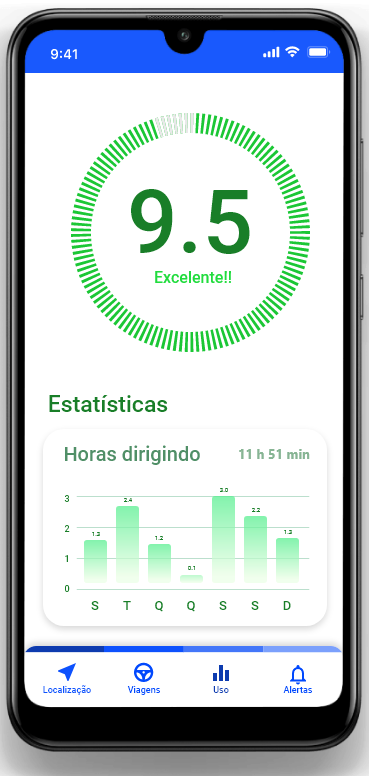 9:41
9.5
Excelente!!
Estatísticas
Horas dirigindo 11 h 51 min
3
2
1
0
1.3 2.4 1.2 0.1 3.0 2.2 1.3
S T Q Q S S D
Localização Viagens Uso Alertas